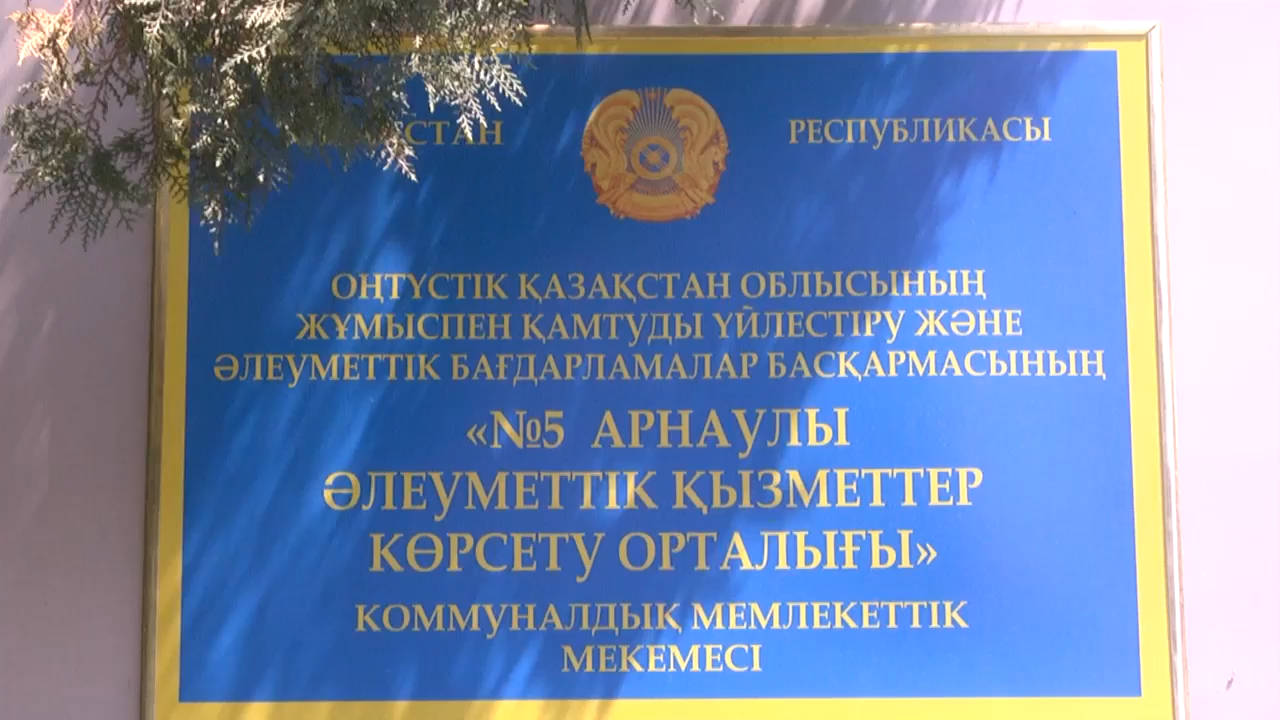 РЕСПУБЛИКАСЫ
ОҢТҮСТІК ҚАЗАҚСТАН ОБЛЫСЫНЫҢ
ЖҰМЫСПЕН ҚАМТУДЫ ҮЙЛЕСТІРУ ЖӘНЕ
ӘЛЕУМЕТТІК БАҒДАРЛАМАЛАР БАСҚАРМАСЫНЫҢ
«№5 АРНАУЛЫ
ӘЛЕУМЕТТІК ҚЫЗМЕТТЕР
КӨРСЕТУ ОРТАЛЫҒЫ»
КОММУНАЛДЫҚ МЕМЛЕКЕТТІК
МЕКЕМЕСІ